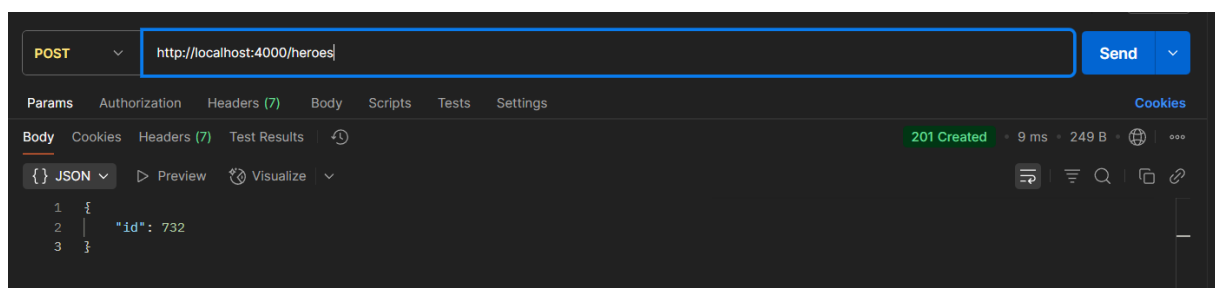 POST http://localhost:4000/heroes Send
Params Authorization Headers (7) Body Scripts Tests Settings Cookies
Body Cookies Headers (7) Test Results 201 Created 9 ms 249 B
{} JSON Preview Visualize
1 {
2 "id": 732
3 }